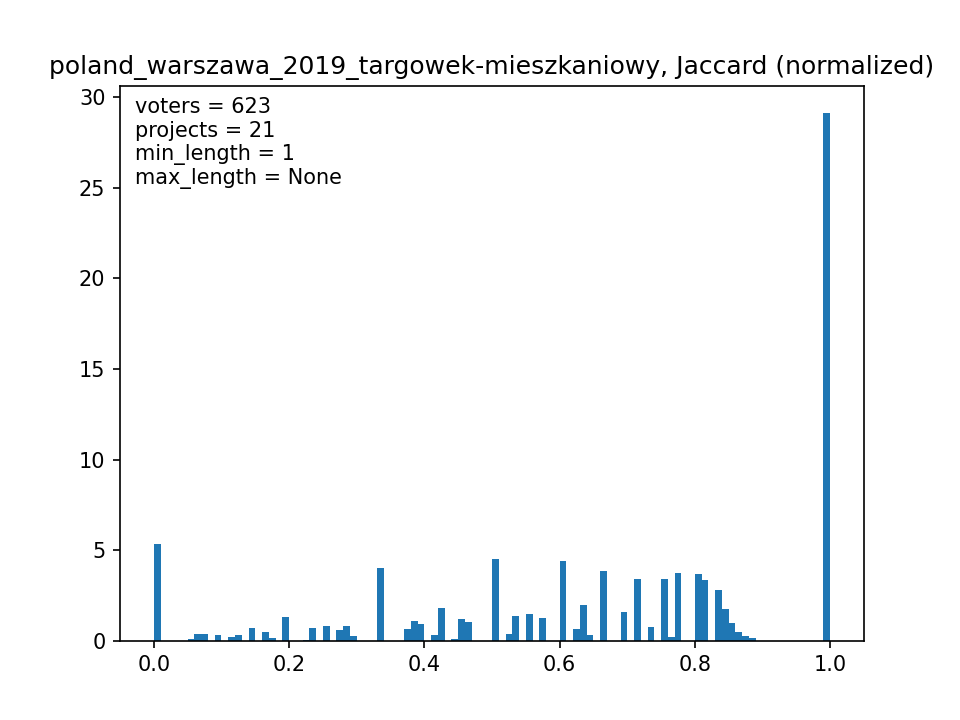 poland_warszawa_2019_targowek-mieszkaniowy, Jaccard (normalized)
30
voters = 623
projects = 21
min_length = 1
max_length = None
25
20
15
10
5
0
0.0 0.2 0.4 0.6 0.8 1.0